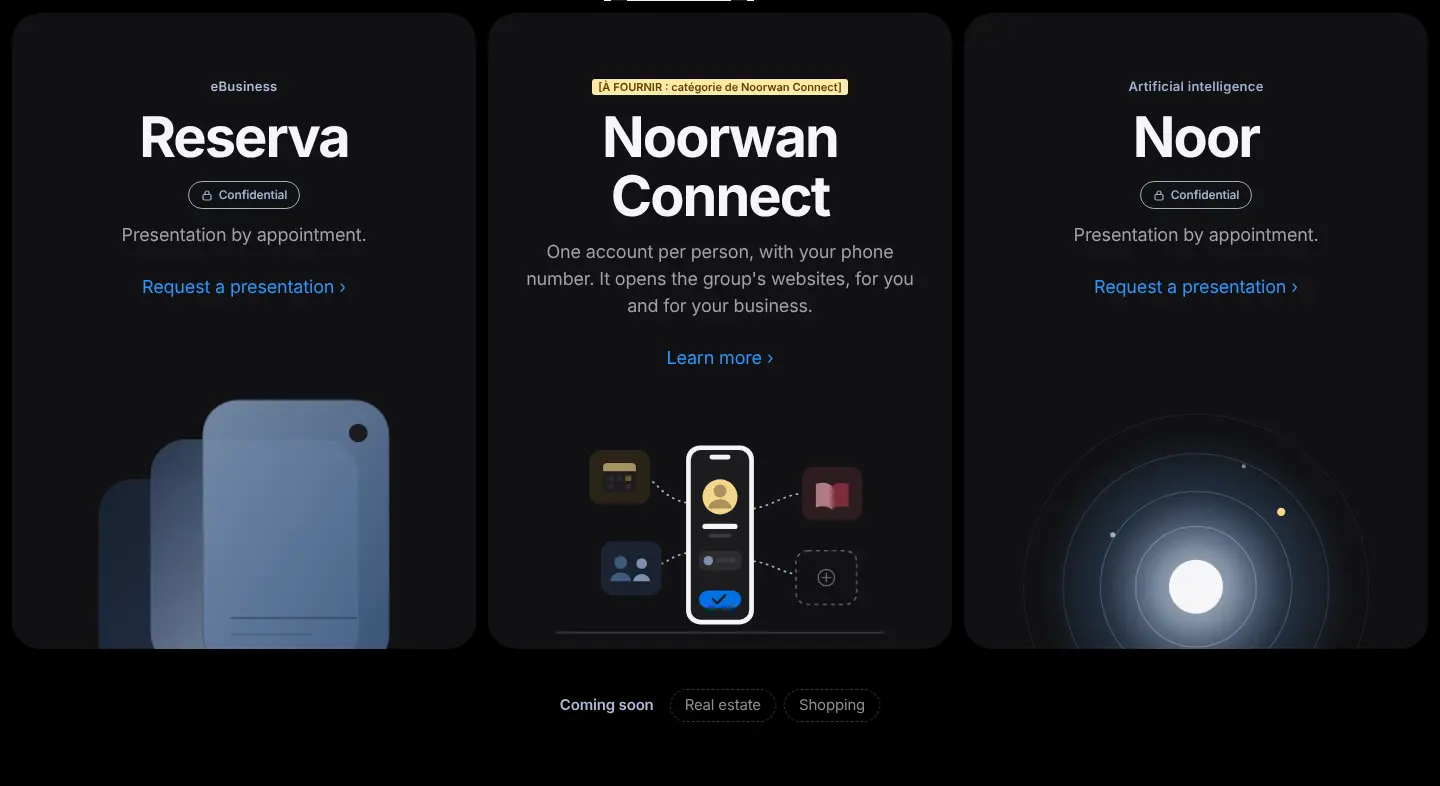 eBusiness
Reserva
Confidential
Presentation by appointment.
Request a presentation ›
[À FOURNIR : catégorie de Noorwan Connect]
Noorwan
Connect
One account per person, with your phone
number. It opens the group's websites, for you
and for your business.
Learn more ›
Artificial intelligence
Noor
Confidential
Presentation by appointment.
Request a presentation ›
Coming soon
Real estate
Shopping